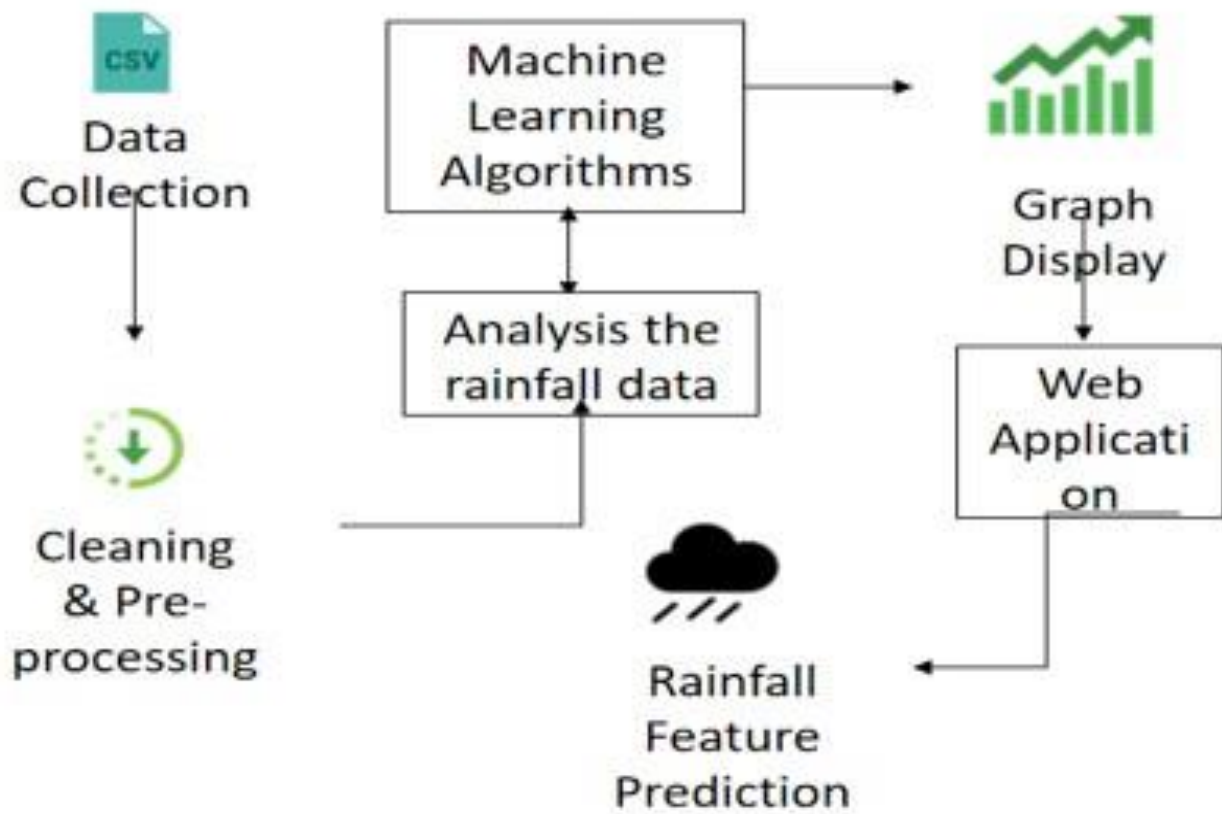 CSV
Data
Collection
Cleaning
& Pre-
processing
Machine
Learning
Algorithms
Analysis the
rainfall data
Graph
Display
Web
Applicati
on
Rainfall
Feature
Prediction